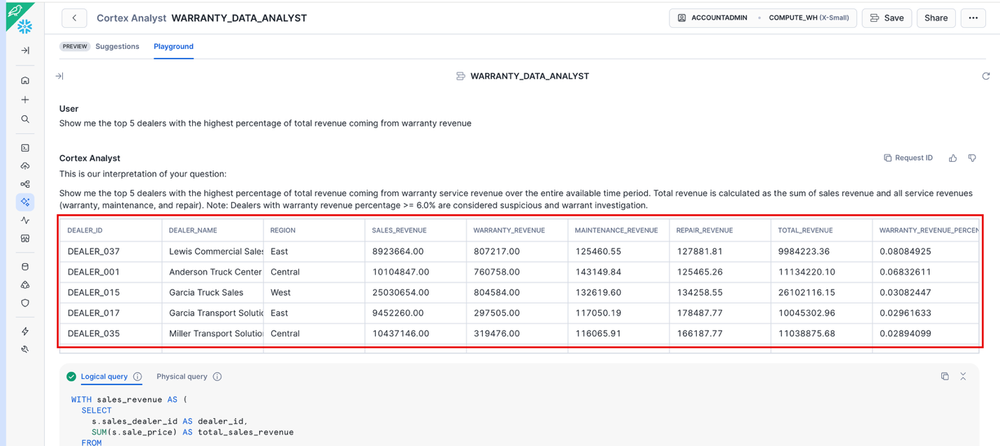 Cortex Analyst WARRANTY_DATA_ANALYST
ACCOUNTADMIN • COMPUTE_WH (X-Small)
Save
Share
PREVIEW Suggestions Playground
WARRANTY_DATA_ANALYST
User
Show me the top 5 dealers with the highest percentage of total revenue coming from warranty revenue
Cortex Analyst
Request ID
This is our interpretation of your question:
Show me the top 5 dealers with the highest percentage of total revenue coming from warranty service revenue over the entire available time period. Total revenue is calculated as the sum of sales revenue and all service revenues
(warranty, maintenance, and repair). Note: Dealers with warranty revenue percentage >= 6.0% are considered suspicious and warrant investigation.
DEALER_ID DEALER_NAME REGION SALES_REVENUE WARRANTY_REVENUE MAINTENANCE_REVENUE REPAIR_REVENUE TOTAL_REVENUE WARRANTY_REVENUE_PERCEN
DEALER_037 Lewis Commercial Sales East 8923664.00 807217.00 125460.55 127881.81 9984223.36 0.08084925
DEALER_001 Anderson Truck Center Central 10104847.00 760758.00 143149.84 125465.26 11134220.10 0.06832611
DEALER_015 Garcia Truck Sales West 25030654.00 804584.00 132619.60 134258.55 26102116.15 0.03082447
DEALER_017 Garcia Transport Solutic East 9452260.00 297505.00 117050.19 178487.77 10045302.96 0.02961633
DEALER_035 Miller Transport Solution Central 10437146.00 319476.00 116065.91 166187.77 11038875.68 0.02894099
Logical query Physical query
WITH sales_revenue AS (
SELECT
s.sales_dealer_id AS dealer_id,
SUM(s.sale_price) AS total_sales_revenue
FROM